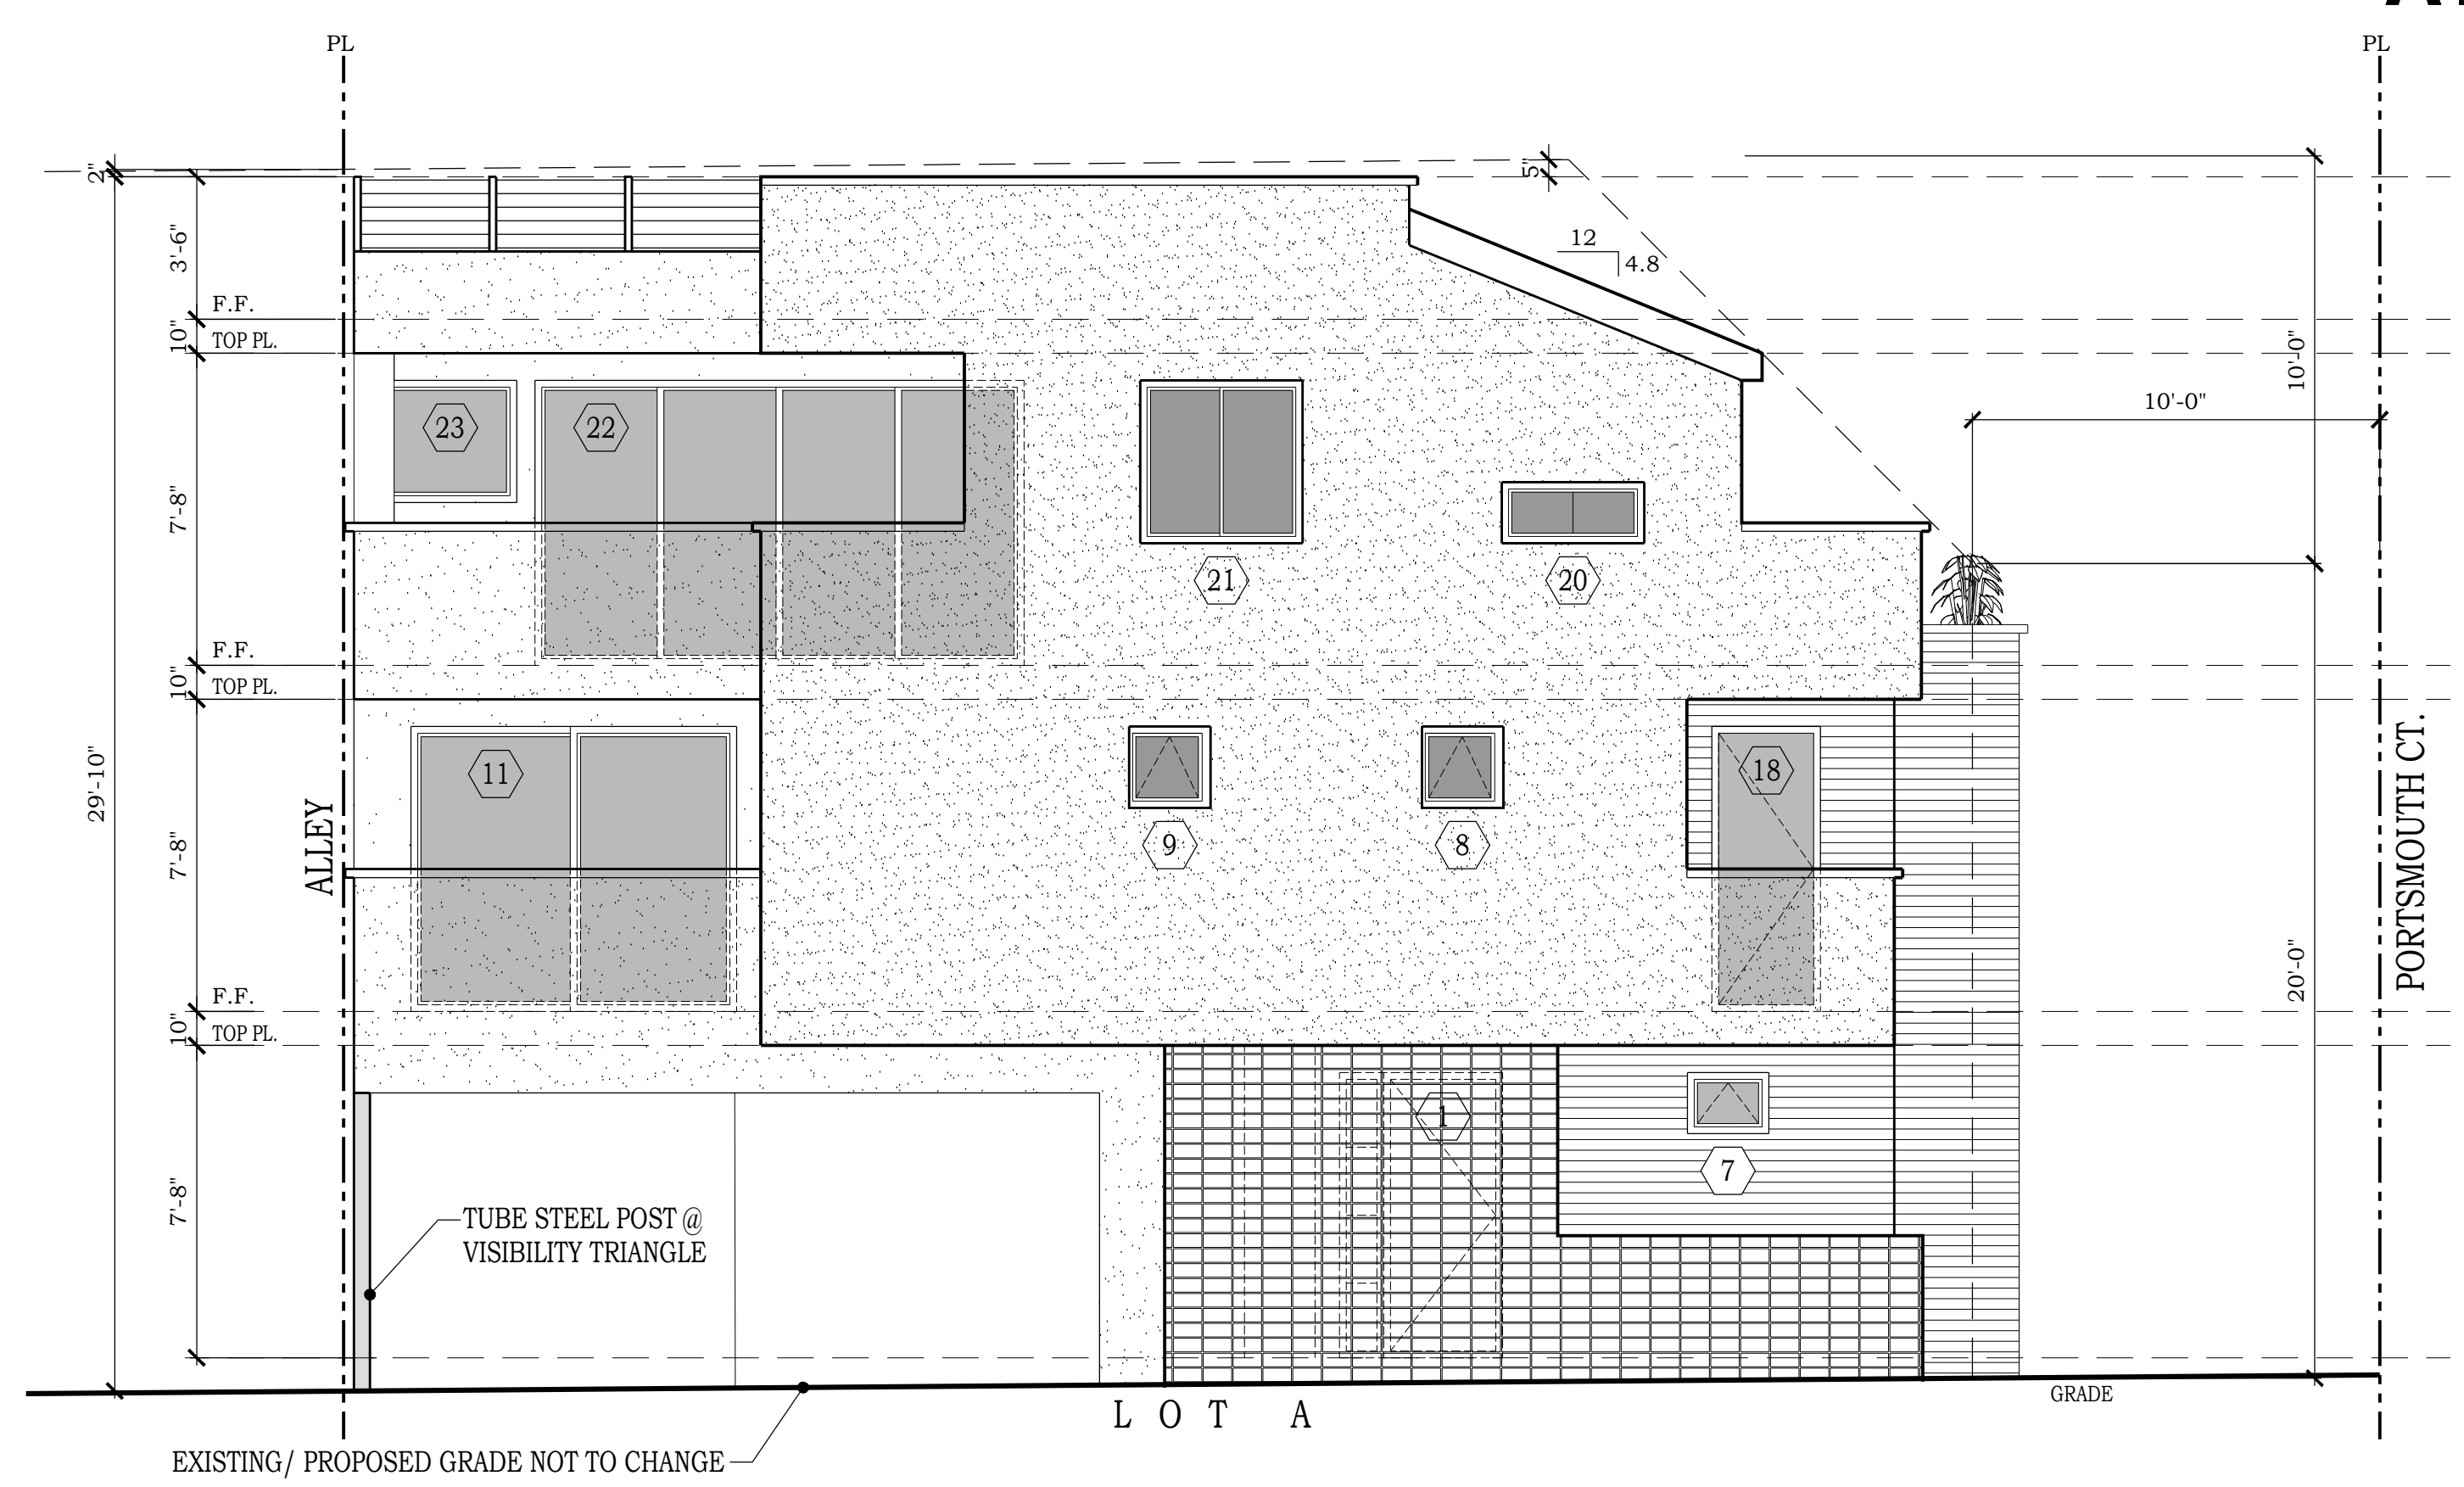 PL
PL
2"
5"
12
4.8
3'-6"
F.F.
10"
TOP PL.
10'-0"
10'-0"
23
22
7'-8"
21
20
F.F.
10"
TOP PL.
29'-10"
ALLEY
11
18
PORTSMOUTH CT.
7'-8"
9
8
20'-0"
F.F.
10"
TOP PL.
1
7
7'-8"
TUBE STEEL POST @
VISIBILITY TRIANGLE
GRADE
LOT A
EXISTING/ PROPOSED GRADE NOT TO CHANGE